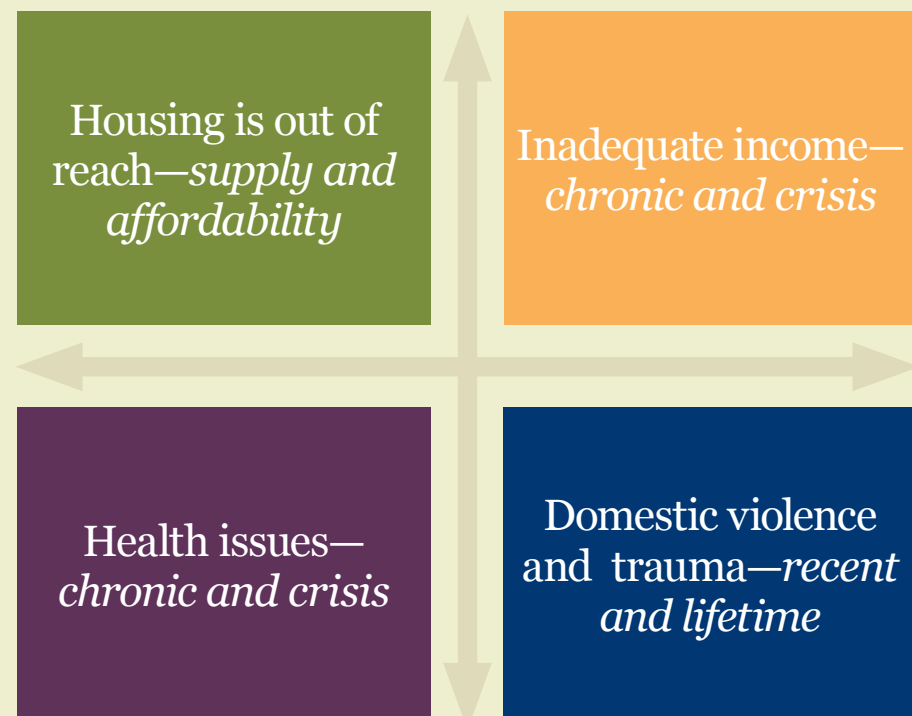 Housing is out of
reach—supply and
affordability
Inadequate income—
chronic and crisis
Health issues—
chronic and crisis
Domestic violence
and  trauma—recent
and lifetime